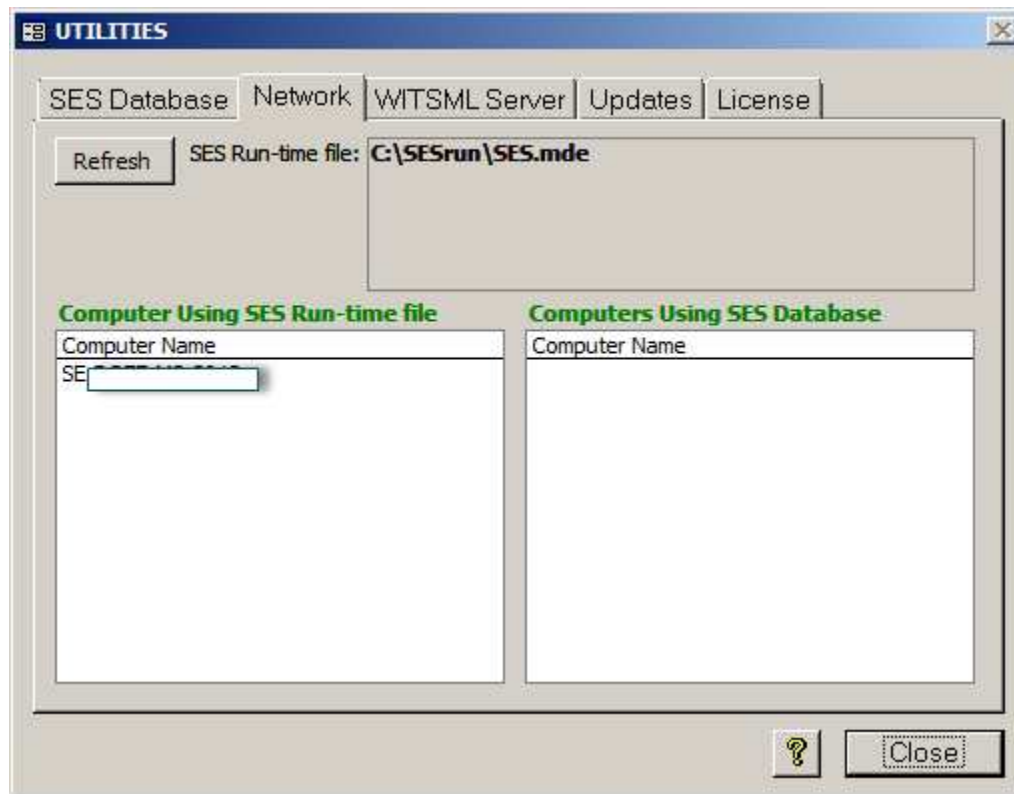 UTILITIES
SES Database Network WITSML Server Updates License
Refresh SES Run-time file: C:\SESrun\SES.mde
Computer Using SES Run-time file Computers Using SES Database
Computer Name Computer Name
?
Close